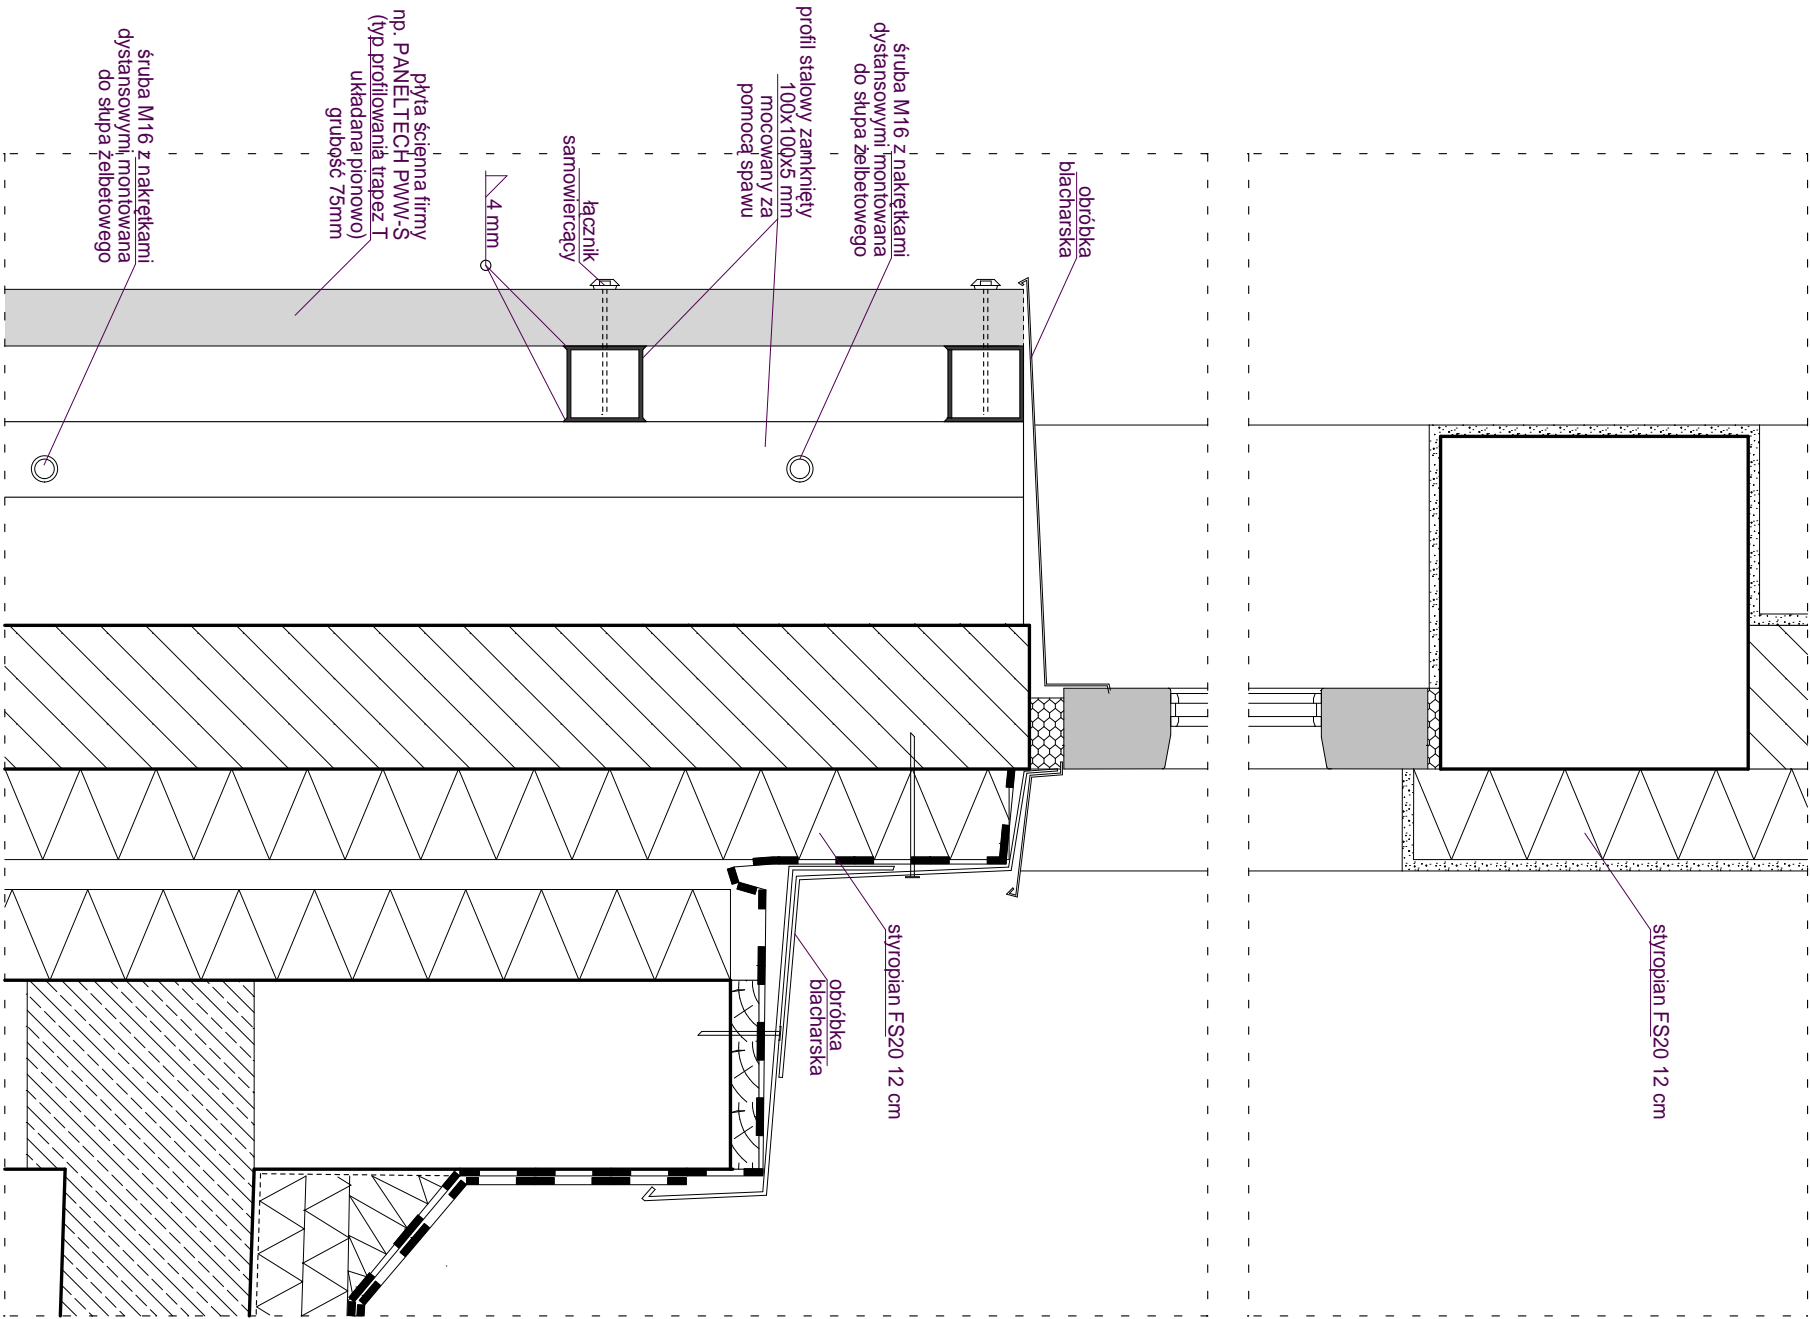 śruba M16 z nakrętkami
dystansowymi montowana
do słupa żelbetowego
płyta ścienna firmy
np. PANELTECH PWW-S
(typ profilowania trapez T
układana pionowo)
grubość 75mm
4 mm
łącznik
samowiercący
profil stalowy zamknięty
100x100x5 mm
mocowany za
pomocą spawu
śruba M16 z nakrętkami
dystansowymi montowana
do słupa żelbetowego
obróbka
blacharska
obróbka
blacharska
styropian FS20 12 cm
styropian FS20 12 cm